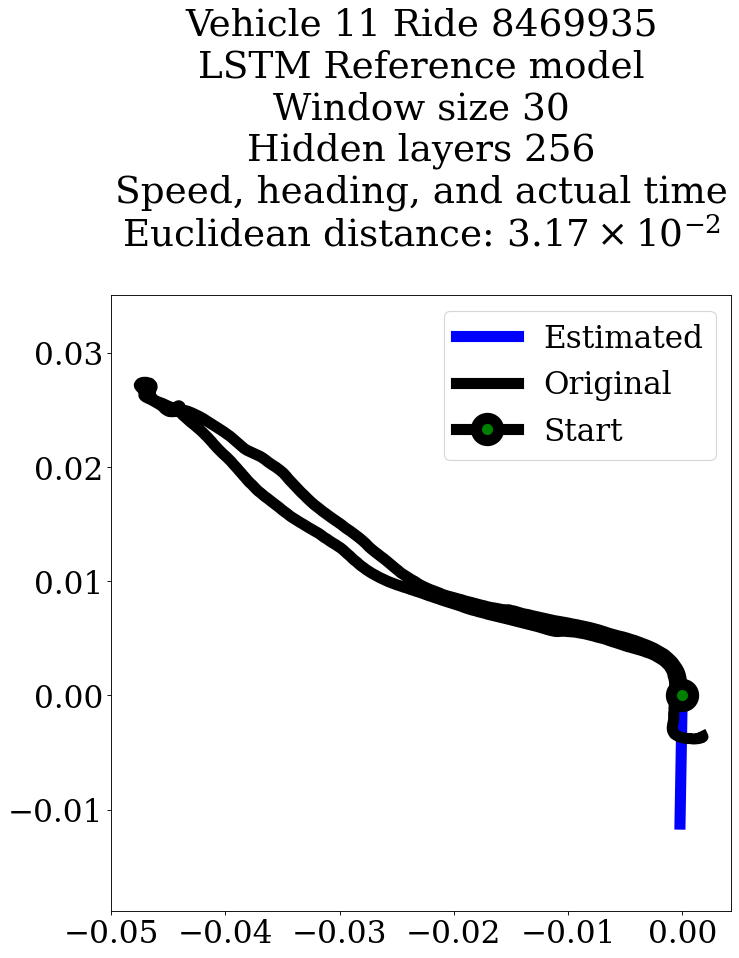 Vehicle 11 Ride 8469935
LSTM Reference model
Window size 30
Hidden layers 256
Speed, heading, and actual time
Euclidean distance: 3.17 × 10⁻²
Estimated
Original
Start
0.03
0.02
0.01
0.00
−0.01
−0.05 −0.04 −0.03 −0.02 −0.01 0.00